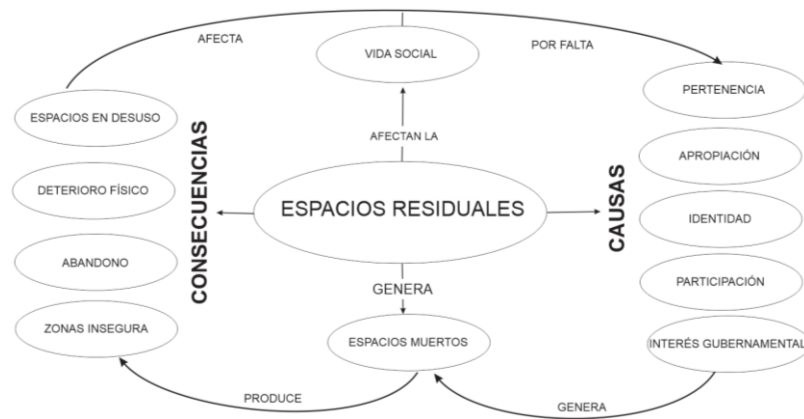 AFECTA
VIDA SOCIAL
POR FALTA
PERTENENCIA
ESPACIOS EN DESUSO
AFECTAN LA
APROPIACIÓN
CONSECUENCIAS
DETERIORO FÍSICO
ESPACIOS RESIDUALES
CAUSAS
IDENTIDAD
ABANDONO
GENERA
PARTICIPACIÓN
ZONAS INSEGURA
ESPACIOS MUERTOS
INTERÉS GUBERNAMENTAL
PRODUCE
GENERA